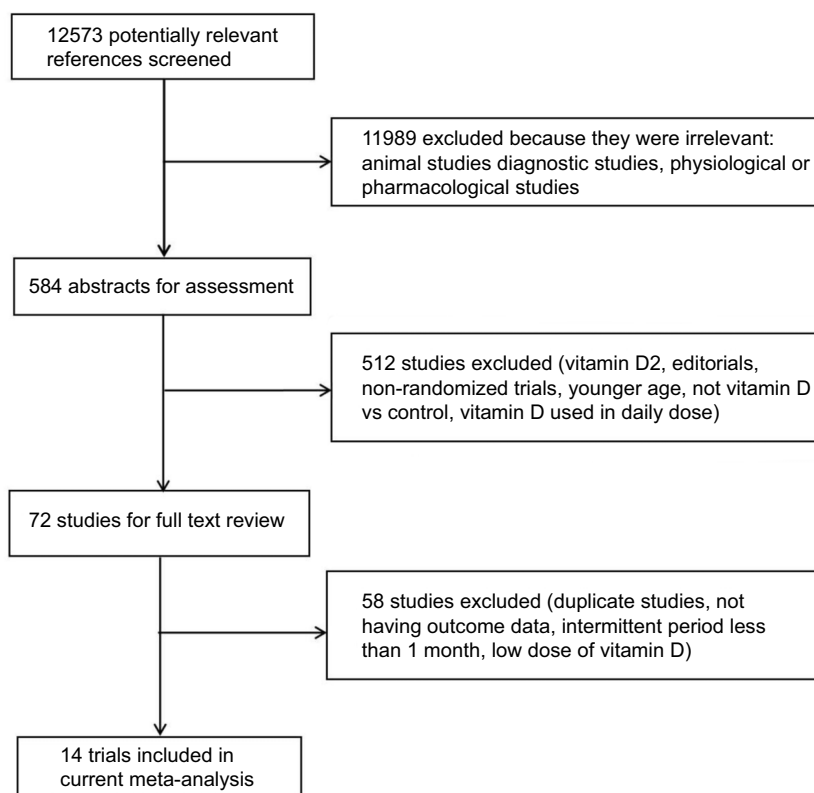 12573 potentially relevant
references screened
11989 excluded because they were irrelevant:
animal studies diagnostic studies, physiological or
pharmacological studies
584 abstracts for assessment
512 studies excluded (vitamin D2, editorials,
non-randomized trials, younger age, not vitamin D
vs control, vitamin D used in daily dose)
72 studies for full text review
58 studies excluded (duplicate studies, not
having outcome data, intermittent period less
than 1 month, low dose of vitamin D)
14 trials included in
current meta-analysis